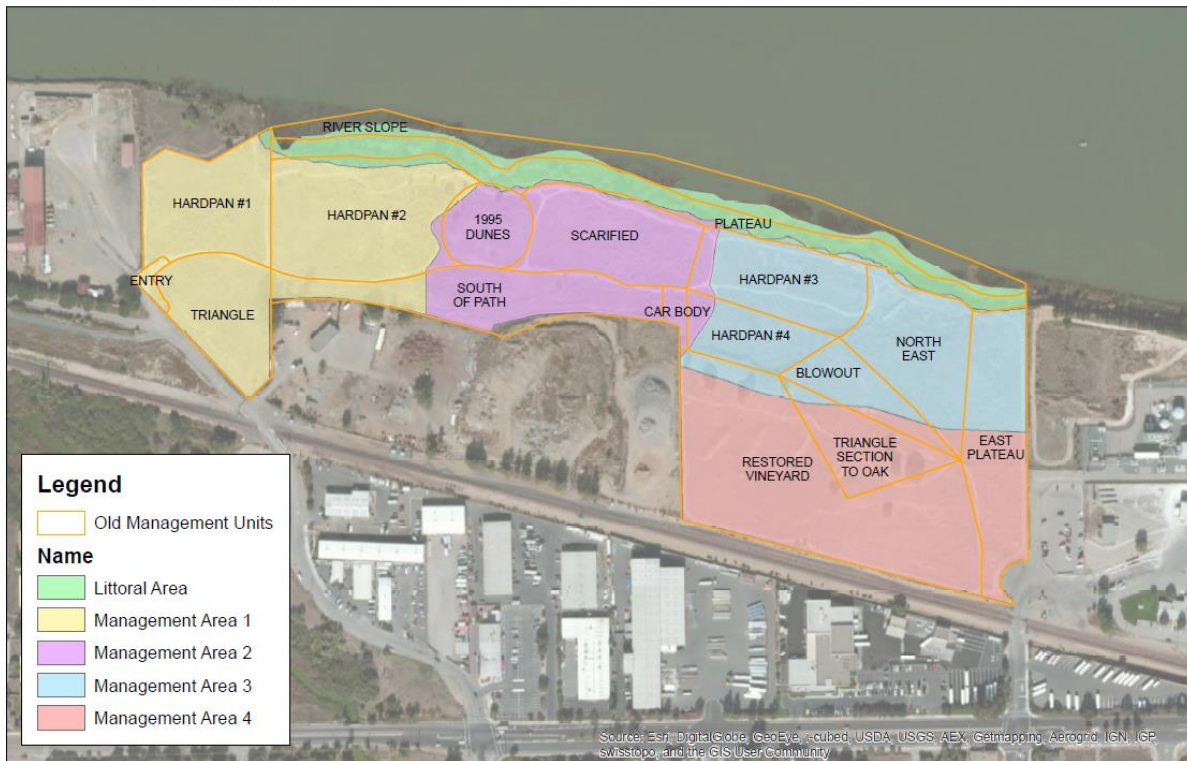 RIVER SLOPE
HARDPAN #1
HARDPAN #2
1995
DUNES
SCARIFIED
PLATEAU
ENTRY
TRIANGLE
SOUTH
OF PATH
CAR BODY
HARDPAN #3
HARDPAN #4
NORTH
EAST
BLOWOUT
RESTORED
VINEYARD
TRIANGLE
SECTION
TO OAK
EAST
PLATEAU
Legend
Old Management Units
Name
Littoral Area
Management Area 1
Management Area 2
Management Area 3
Management Area 4
Source: Esri, DigitalGlobe, GeoEye, i-cubed, USDA, USGS, AEX, Getmapping, Aerogrid, IGN, IGP,
swisstopo, and the GIS User Community